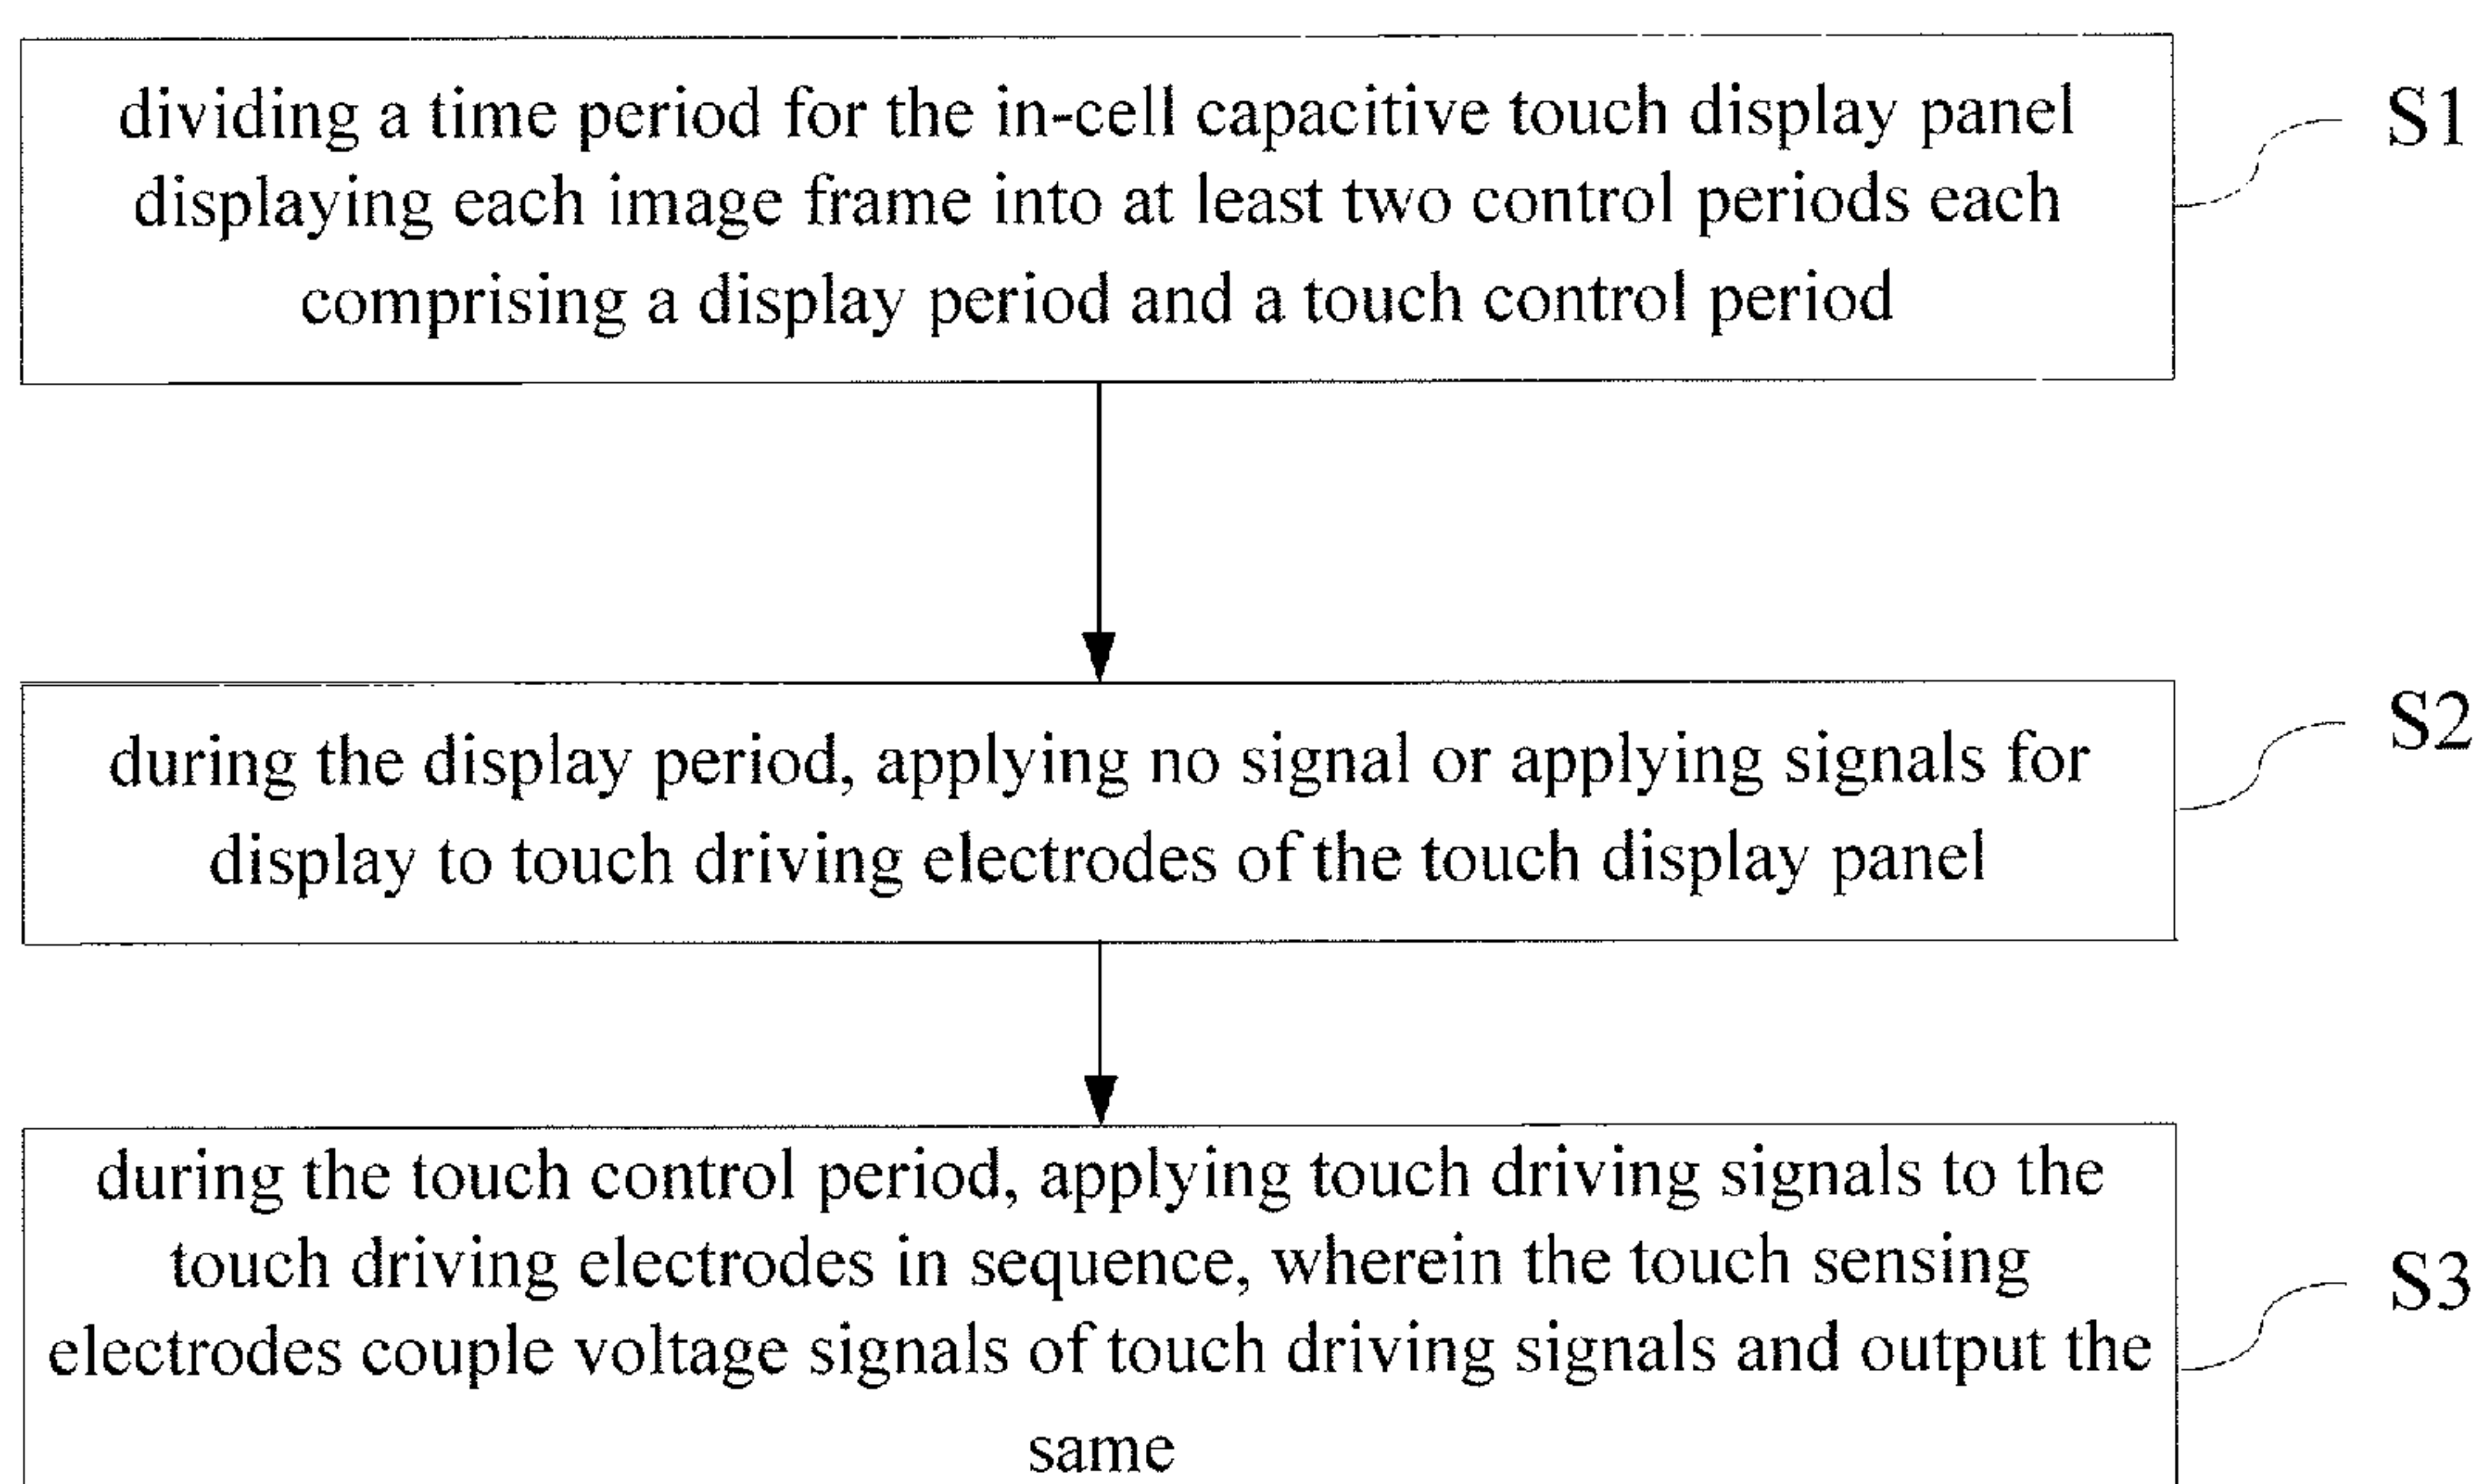 dividing a time period for the in-cell capacitive touch display panel
S1
displaying each image frame into at least two control periods each
comprising a display period and a touch control period
S2
during the display period, applying no signal or applying signals for
display to touch driving electrodes of the touch display panel
during the touch control period, applying touch driving signals to the
touch driving electrodes in sequence, wherein the touch sensing
S3
electrodes couple voltage signals of touch driving signals and output the
same